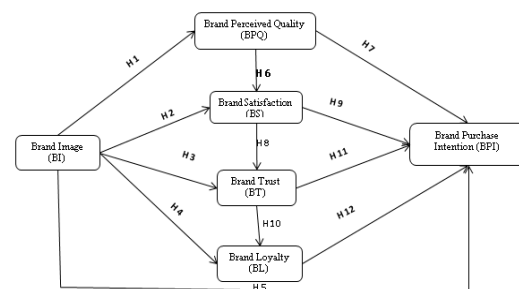 Brand Perceived Quality
(BPQ)
H1
H7
H6
Brand Satisfaction
(BS)
H2
H9
Brand Image
(BI)
H8
Brand Purchase
Intention (BPI)
H3
H11
Brand Trust
(BT)
H4
H10
H12
Brand Loyalty
(BL)
H5